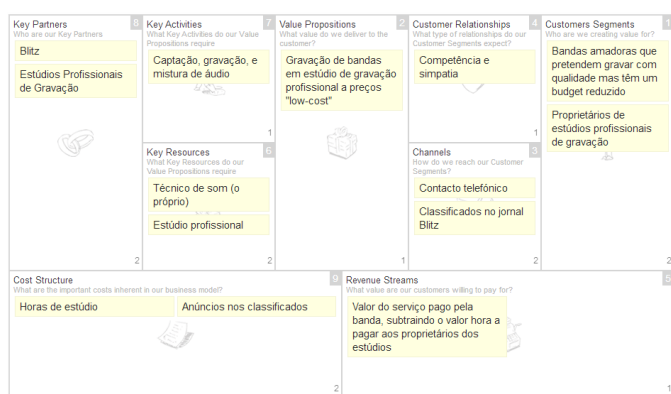 Key Partners
8
Who are our Key Partners
Blitz
Estúdios Profissionais
de Gravação
2
Key Activities
7
What Key Activities do our Value
Propositions require
Captação, gravação, e
mistura de áudio
1
Key Resources
6
What Key Resources do our
Value Propositions require
Técnico de som (o
próprio)
Estúdio profissional
2
Value Propositions
2
What value do we deliver to the
customer?
Gravação de bandas
em estúdio de gravação
profissional a preços
"low-cost"
1
Customer Relationships
4
What type of relationships do our
Customer Segments expect?
Competência e
simpatia
1
Channels
3
How do we reach our Customer
Segments?
Contacto telefónico
Classificados no jornal
Blitz
2
Customers Segments
1
Who are we creating value for?
Bandas amadoras que
pretendem gravar com
qualidade mas têm um
budget reduzido
Proprietários de
estúdios profissionais
de gravação
2
Cost Structure
9
What are the important costs inherent in our business model?
Horas de estúdio
Anúncios nos classificados
2
Revenue Streams
5
What value are our customers willing to pay for?
Valor do serviço pago pela
banda, subtraindo o valor hora a
pagar aos proprietários dos
estúdios
1